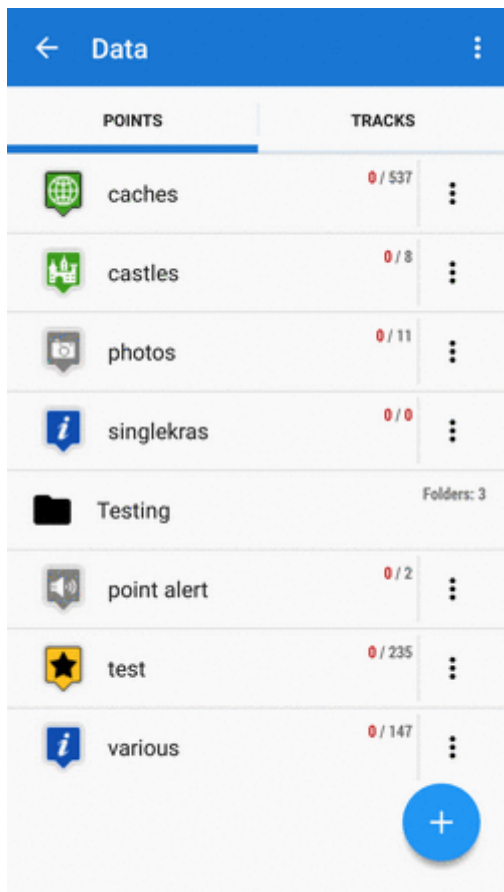 Data
POINTS TRACKS
caches 0 / 537
castles 0 / 8
photos 0 / 11
singlekras 0 / 0
Testing Folders: 3
point alert 0 / 2
test 0 / 235
various 0 / 147